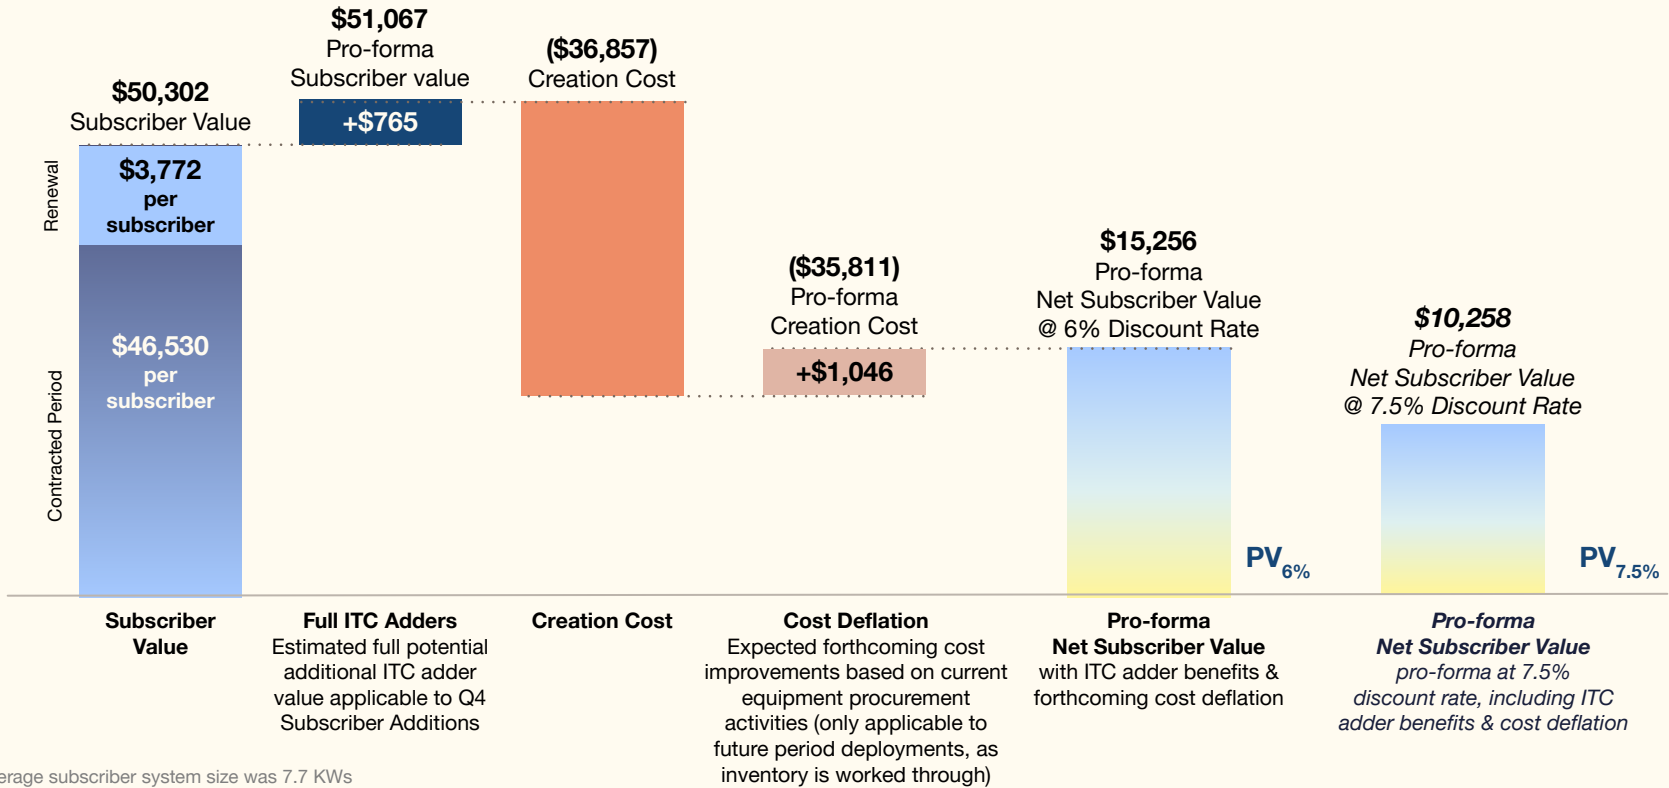 $50,302
Subscriber Value
Renewal
$3,772
per
subscriber
Contracted Period
$46,530
per
subscriber
$51,067
Pro-forma
Subscriber value
+$765
($36,857)
Creation Cost
($35,811)
Pro-forma
Creation Cost
+$1,046
$15,256
Pro-forma
Net Subscriber Value
@ 6% Discount Rate
PV6%
$10,258
Pro-forma
Net Subscriber Value
@ 7.5% Discount Rate
PV7.5%
Subscriber
Value
Full ITC Adders
Estimated full potential
additional ITC adder
value applicable to Q4
Subscriber Additions
Creation Cost
Cost Deflation
Expected forthcoming cost
improvements based on current
equipment procurement
activities (only applicable to
future period deployments, as
inventory is worked through)
Pro-forma
Net Subscriber Value
with ITC adder benefits &
forthcoming cost deflation
Pro-forma
Net Subscriber Value
pro-forma at 7.5%
discount rate, including ITC
adder benefits & cost deflation
subscriber system size was 7.7 KWs